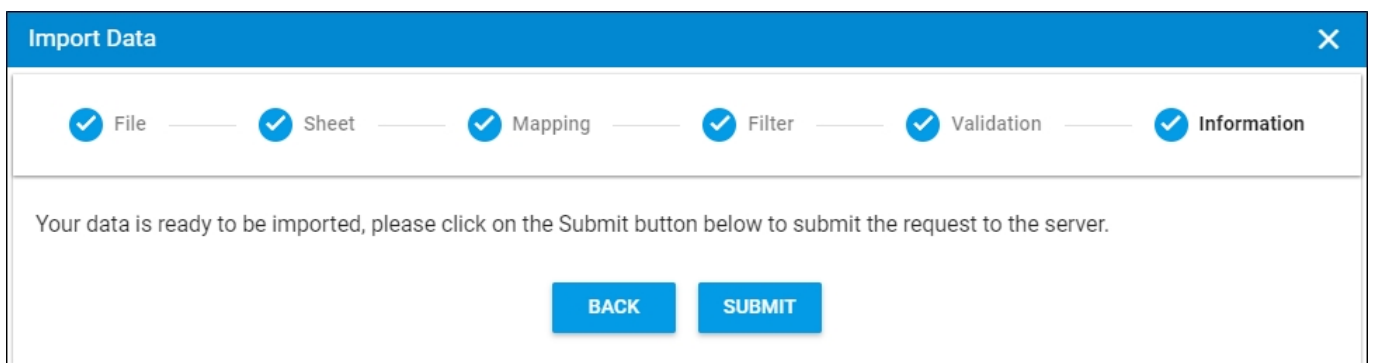 Import Data
File Sheet Mapping Filter Validation Information
Your data is ready to be imported, please click on the Submit button below to submit the request to the server.
BACK SUBMIT